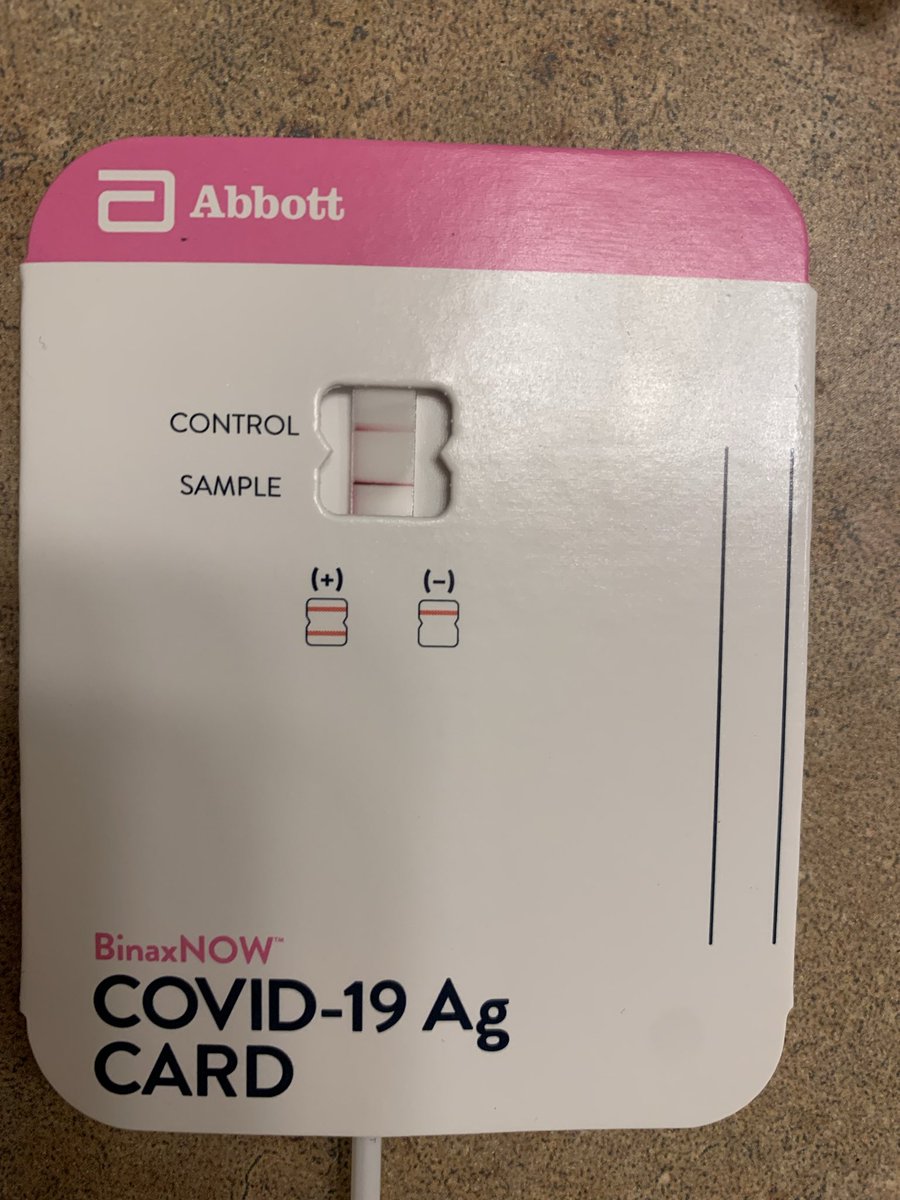 Abbott
CONTROL
SAMPLE
(+) (-)
BinaxNOW™
COVID-19 Ag
CARD